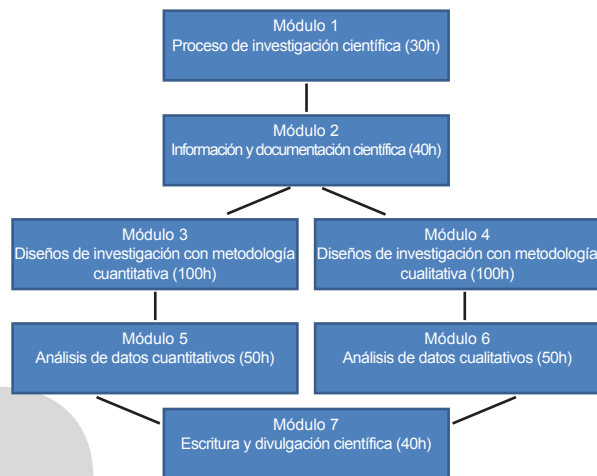 Módulo 1
Proceso de investigación científica (30h)
Módulo 2
Información y documentación científica (40h)
Módulo 3
Diseños de investigación con metodología
cuantitativa (100h)
Módulo 4
Diseños de investigación con metodología
cualitativa (100h)
Módulo 5
Análisis de datos cuantitativos (50h)
Módulo 6
Análisis de datos cualitativos (50h)
Módulo 7
Escritura y divulgación científica (40h)